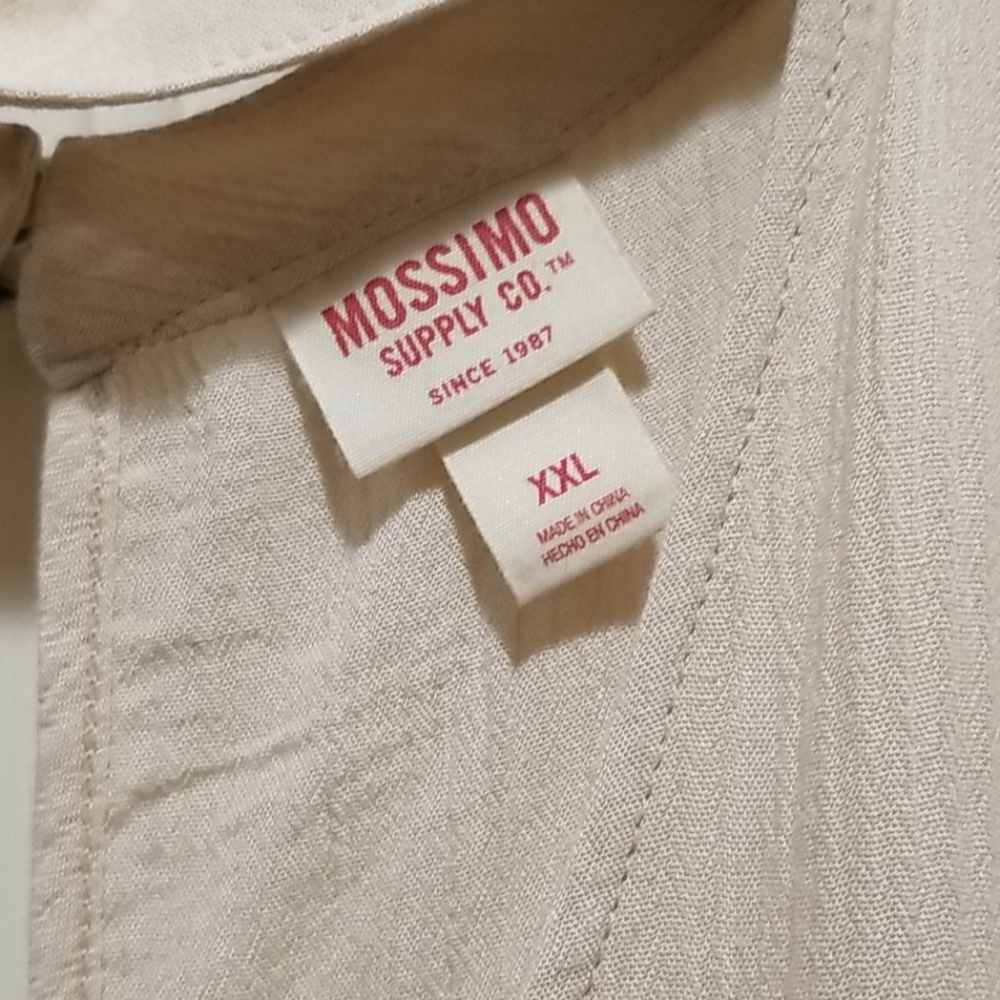 MOSSIMO
SUPPLY CO.™
SINCE 1987
XXL
MADE IN CHINA
HECHO EN CHINA